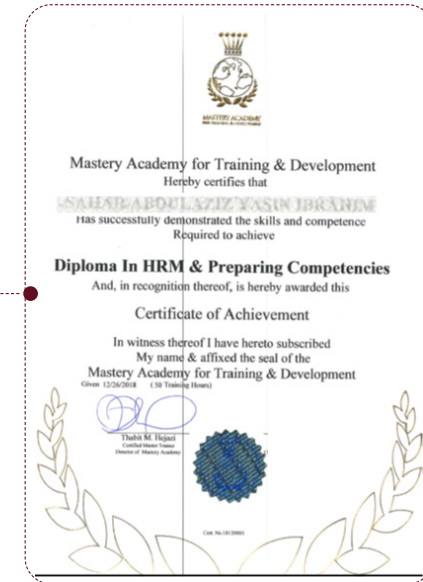 MASTERY ACADEMY
Mastery Academy for Training & Development
Hereby certifies that
SAHAR ABDULAZIZ YASIN IBRAHIM
Has successfully demonstrated the skills and competence
Required to achieve
Diploma In HRM & Preparing Competencies
And, in recognition thereof, is hereby awarded this
Certificate of Achievement
In witness thereof I have hereto subscribed
My name & affixed the seal of the
Mastery Academy for Training & Development
Given 12/26/2018 ( 50 Training Hours)
Thabit M. Hejazi
Certified Master Trainer
Director of Mastery Academy